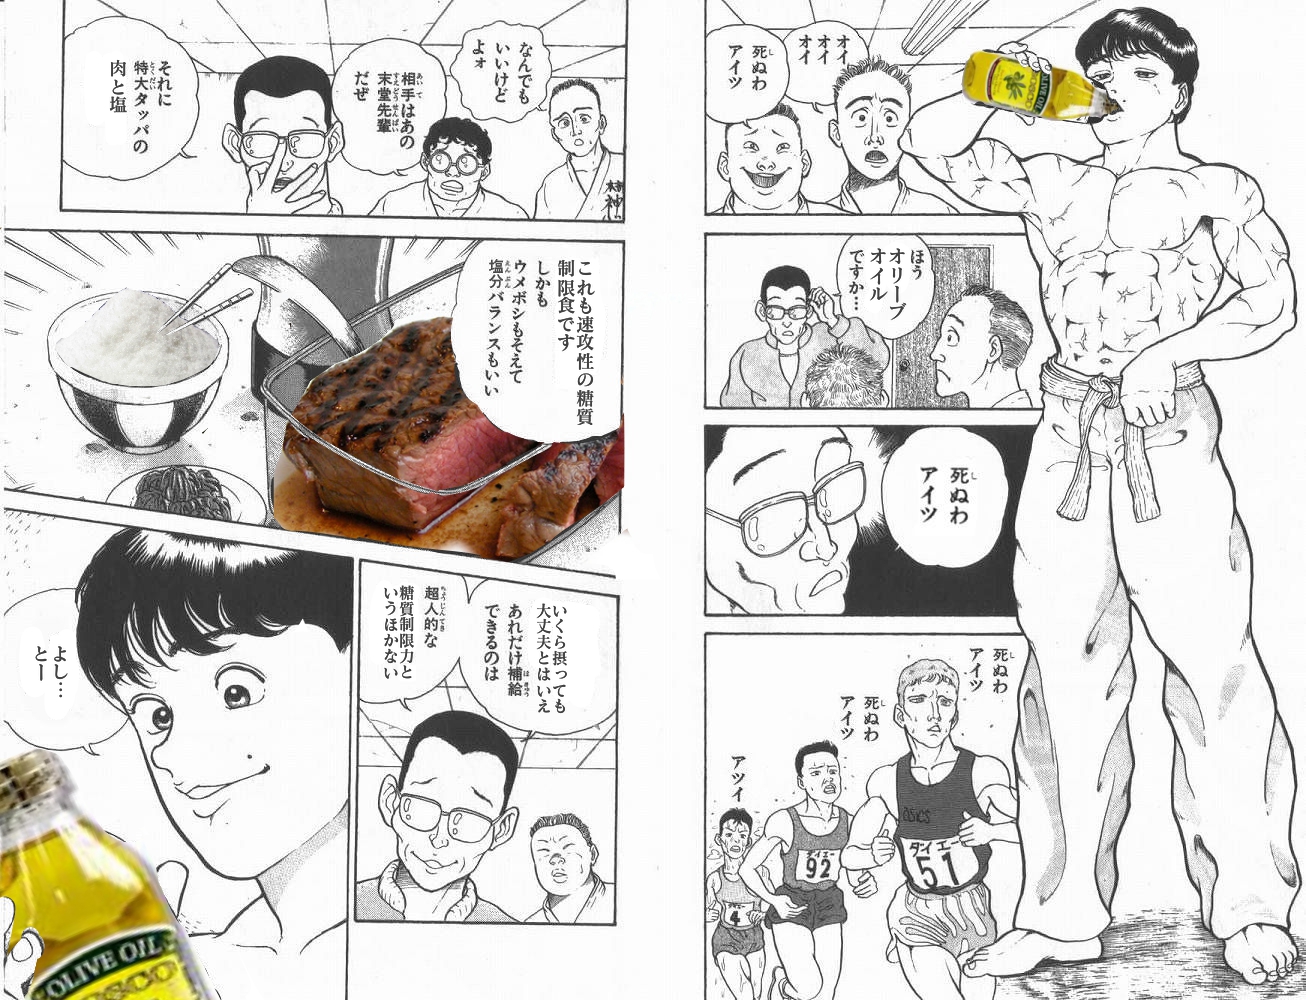 オイ
オイ
オイ
死ぬわ
アイツ
ほう
オリーブ
オイル
ですか…
死ぬわ
アイツ
死ぬわ
アイツ
死ぬわ
アイツ
アツイ
asics
ダイエー
51
ダイエー
92
4
OLIVE OIL
なんでも
いいけど
よォ
相手はあの
末堂先輩
だぜ
それに
特大タッパの
肉と塩
村神
これも速攻性の糖質
制限食です
しかも
ウメボシもそえて
塩分バランスもいい
いくら摂っても
大丈夫とはいえ
あれだけ補給
できるのは
超人的な
糖質制限力と
いうほかない
よし…
とー
OLIVE OIL